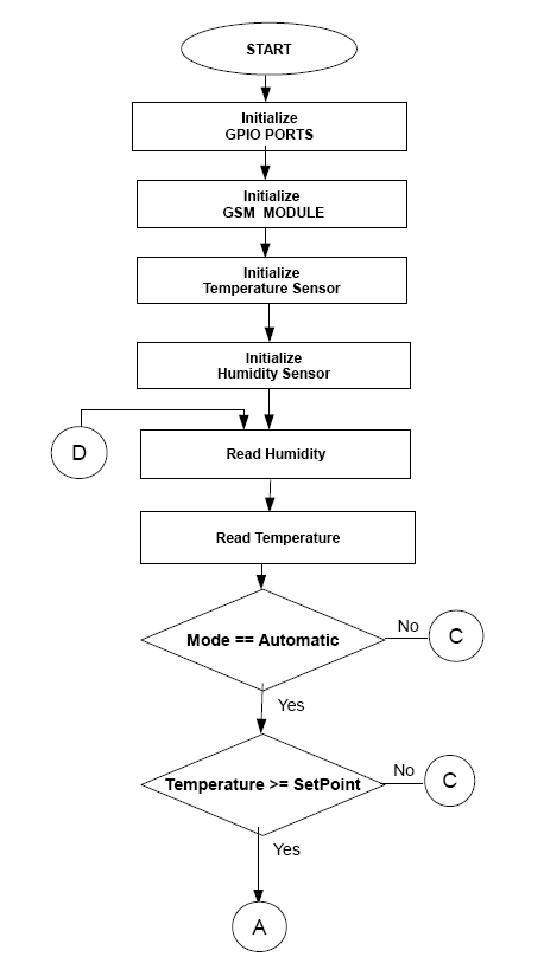 START
Initialize
GPIO PORTS
Initialize
GSM MODULE
Initialize
Temperature Sensor
Initialize
Humidity Sensor
D
Read Humidity
Read Temperature
Mode == Automatic
No
C
Yes
Temperature >= SetPoint
No
C
Yes
A